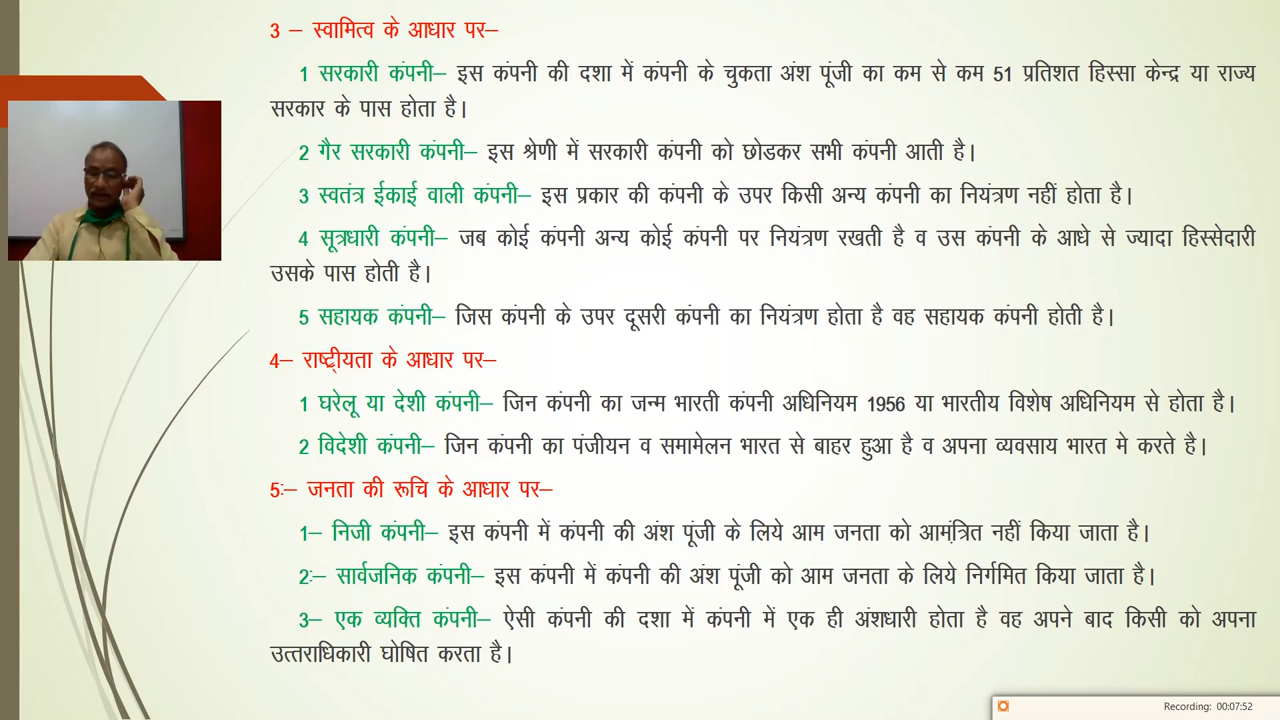 3 – स्वामित्व के आधार पर–
1 सरकारी कंपनी– इस कंपनी की दशा में कंपनी के चुकता अंश पूंजी का कम से कम 51 प्रतिशत हिस्सा केन्द्र या राज्य
सरकार के पास होता है।
2 गैर सरकारी कंपनी– इस श्रेणी में सरकारी कंपनी को छोडकर सभी कंपनी आती है।
3 स्वतंत्र ईकाई वाली कंपनी– इस प्रकार की कंपनी के उपर किसी अन्य कंपनी का नियंत्रण नहीं होता है।
4 सूत्रधारी कंपनी– जब कोई कंपनी अन्य कोई कंपनी पर नियंत्रण रखती है व उस कंपनी के आधे से ज्यादा हिस्सेदारी
उसके पास होती है।
5 सहायक कंपनी– जिस कंपनी के उपर दूसरी कंपनी का नियंत्रण होता है वह सहायक कंपनी होती है।
4– राष्ट्रीयता के आधार पर–
1 घरेलू या देशी कंपनी– जिन कंपनी का जन्म भारती कंपनी अधिनियम 1956 या भारतीय विशेष अधिनियम से होता है।
2 विदेशी कंपनी– जिन कंपनी का पंजीयन व समामेलन भारत से बाहर हुआ है व अपना व्यवसाय भारत मे करते है।
5:– जनता की रूचि के आधार पर–
1– निजी कंपनी– इस कंपनी में कंपनी की अंश पूंजी के लिये आम जनता को आमंत्रित नहीं किया जाता है।
2:– सार्वजनिक कंपनी– इस कंपनी में कंपनी की अंश पूंजी को आम जनता के लिये निर्गमित किया जाता है।
3– एक व्यक्ति कंपनी– ऐसी कंपनी की दशा में कंपनी में एक ही अंशधारी होता है वह अपने बाद किसी को अपना
उत्तराधिकारी घोषित करता है।
Recording: 00:07:52